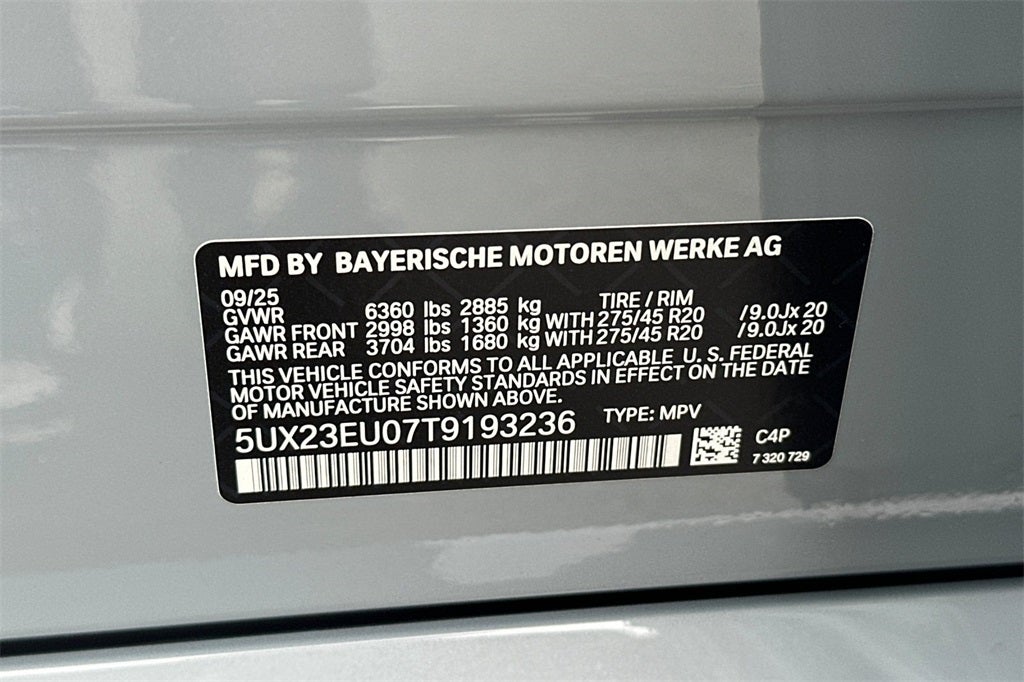 MFD BY BAYERISCHE MOTOREN WERKE AG
09/25
TIRE / RIM
GVWR 6360 lbs 2885 kg
GAWR FRONT 2998 lbs 1360 kg WITH 275/45 R20 /9.0Jx 20
GAWR REAR 3704 lbs 1680 kg WITH 275/45 R20 /9.0Jx 20
THIS VEHICLE CONFORMS TO ALL APPLICABLE U. S. FEDERAL
MOTOR VEHICLE SAFETY STANDARDS IN EFFECT ON THE DATE
OF MANUFACTURE SHOWN ABOVE.
5UX23EU07T9193236 TYPE: MPV
C4P
7 320 729